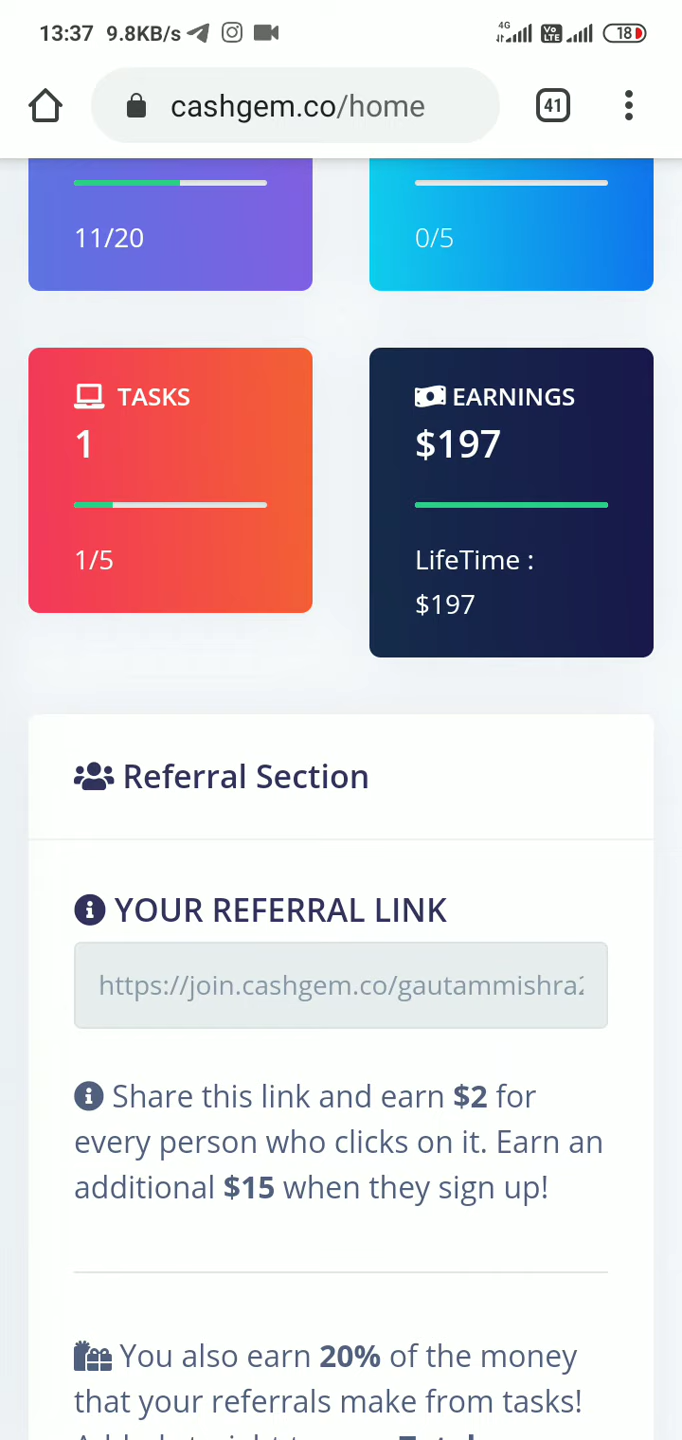 13:37 9.8KB/s 4G Vo LTE 18
cashgem.co/home 41
11/20
0/5
TASKS
1
1/5
EARNINGS
$197
LifeTime :
$197
Referral Section
YOUR REFERRAL LINK
https://join.cashgem.co/gautammishra
Share this link and earn $2 for
every person who clicks on it. Earn an
additional $15 when they sign up!
You also earn 20% of the money
that your referrals make from tasks!